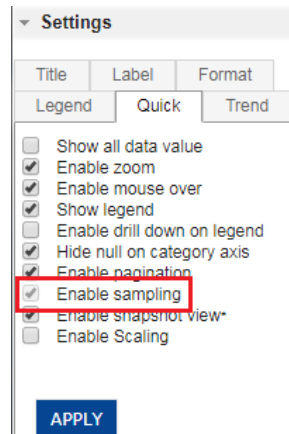 Settings
Title Label Format
Legend Quick Trend
Show all data value
Enable zoom
Enable mouse over
Show legend
Enable drill down on legend
Hide null on category axis
Enable pagination
Enable sampling
Enable snapshot view*
Enable Scaling
APPLY